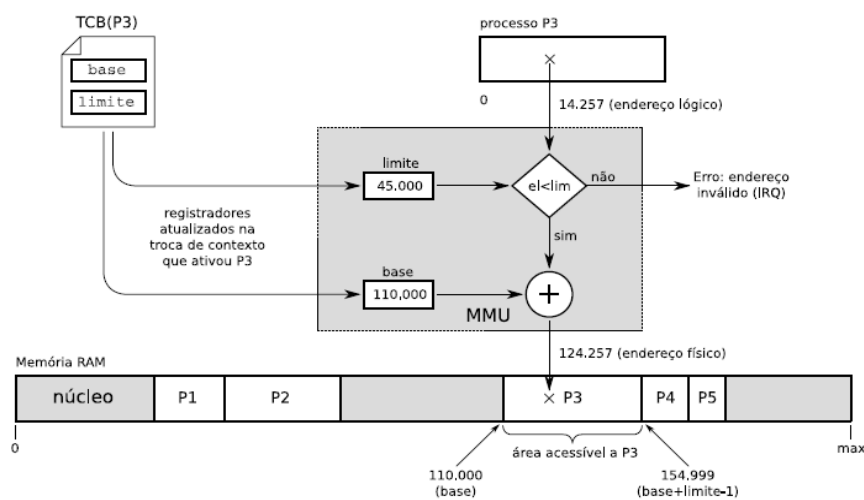 TCB(P3)
base
limite
processo P3
0
14.257 (endereço lógico)
limite
45.000
el<lim
não
Erro: endereço
inválido (IRQ)
registradores
atualizados na
troca de contexto
que ativou P3
sim
base
110,000
+
MMU
124.257 (endereço físico)
Memória RAM
núcleo
P1
P2
× P3
P4
P5
0
max
área acessível a P3
110.000
(base)
154.999
(base+limite-1)